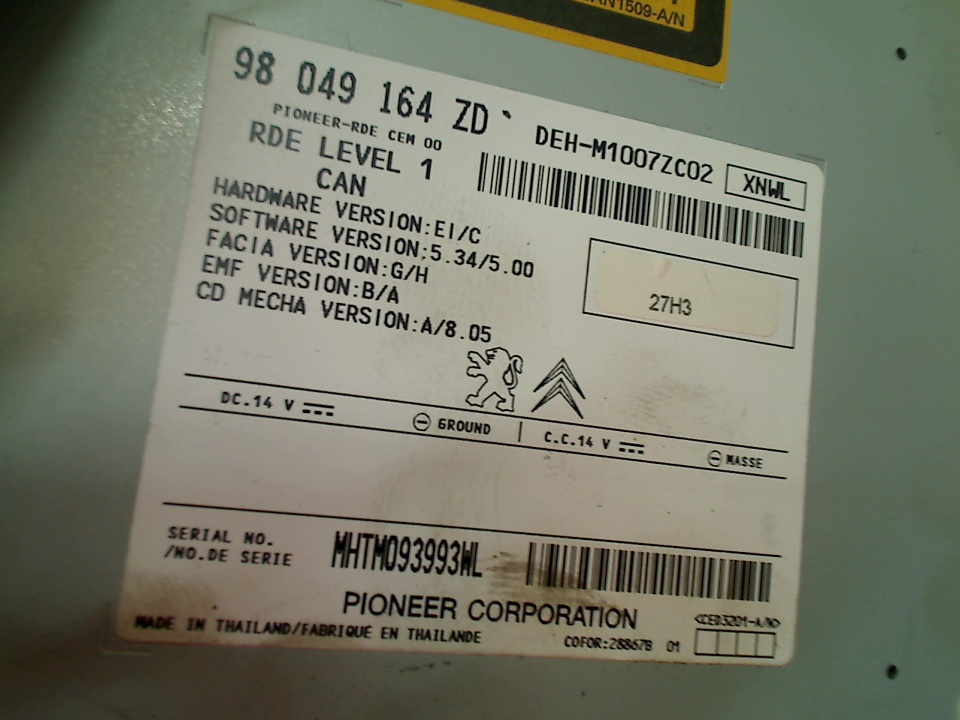 AN1509-A/N
98 049 164 ZD
PIONEER-RDE CEM 00
DEH-M1007ZC02 XNWL
RDE LEVEL 1
CAN
HARDWARE VERSION:EI/C
SOFTWARE VERSION:5.34/5.00
FACIA VERSION:G/H
EMF VERSION:B/A
CD MECHA VERSION:A/8.05
27H3
DC.14 V GROUND C.C.14 V MASSE
SERIAL NO.
/NO.DE SERIE MHTM093993WL
PIONEER CORPORATION
<CED3201-A/N>
MADE IN THAILAND/FABRIQUE EN THAILANDE COFOR:28867B 01